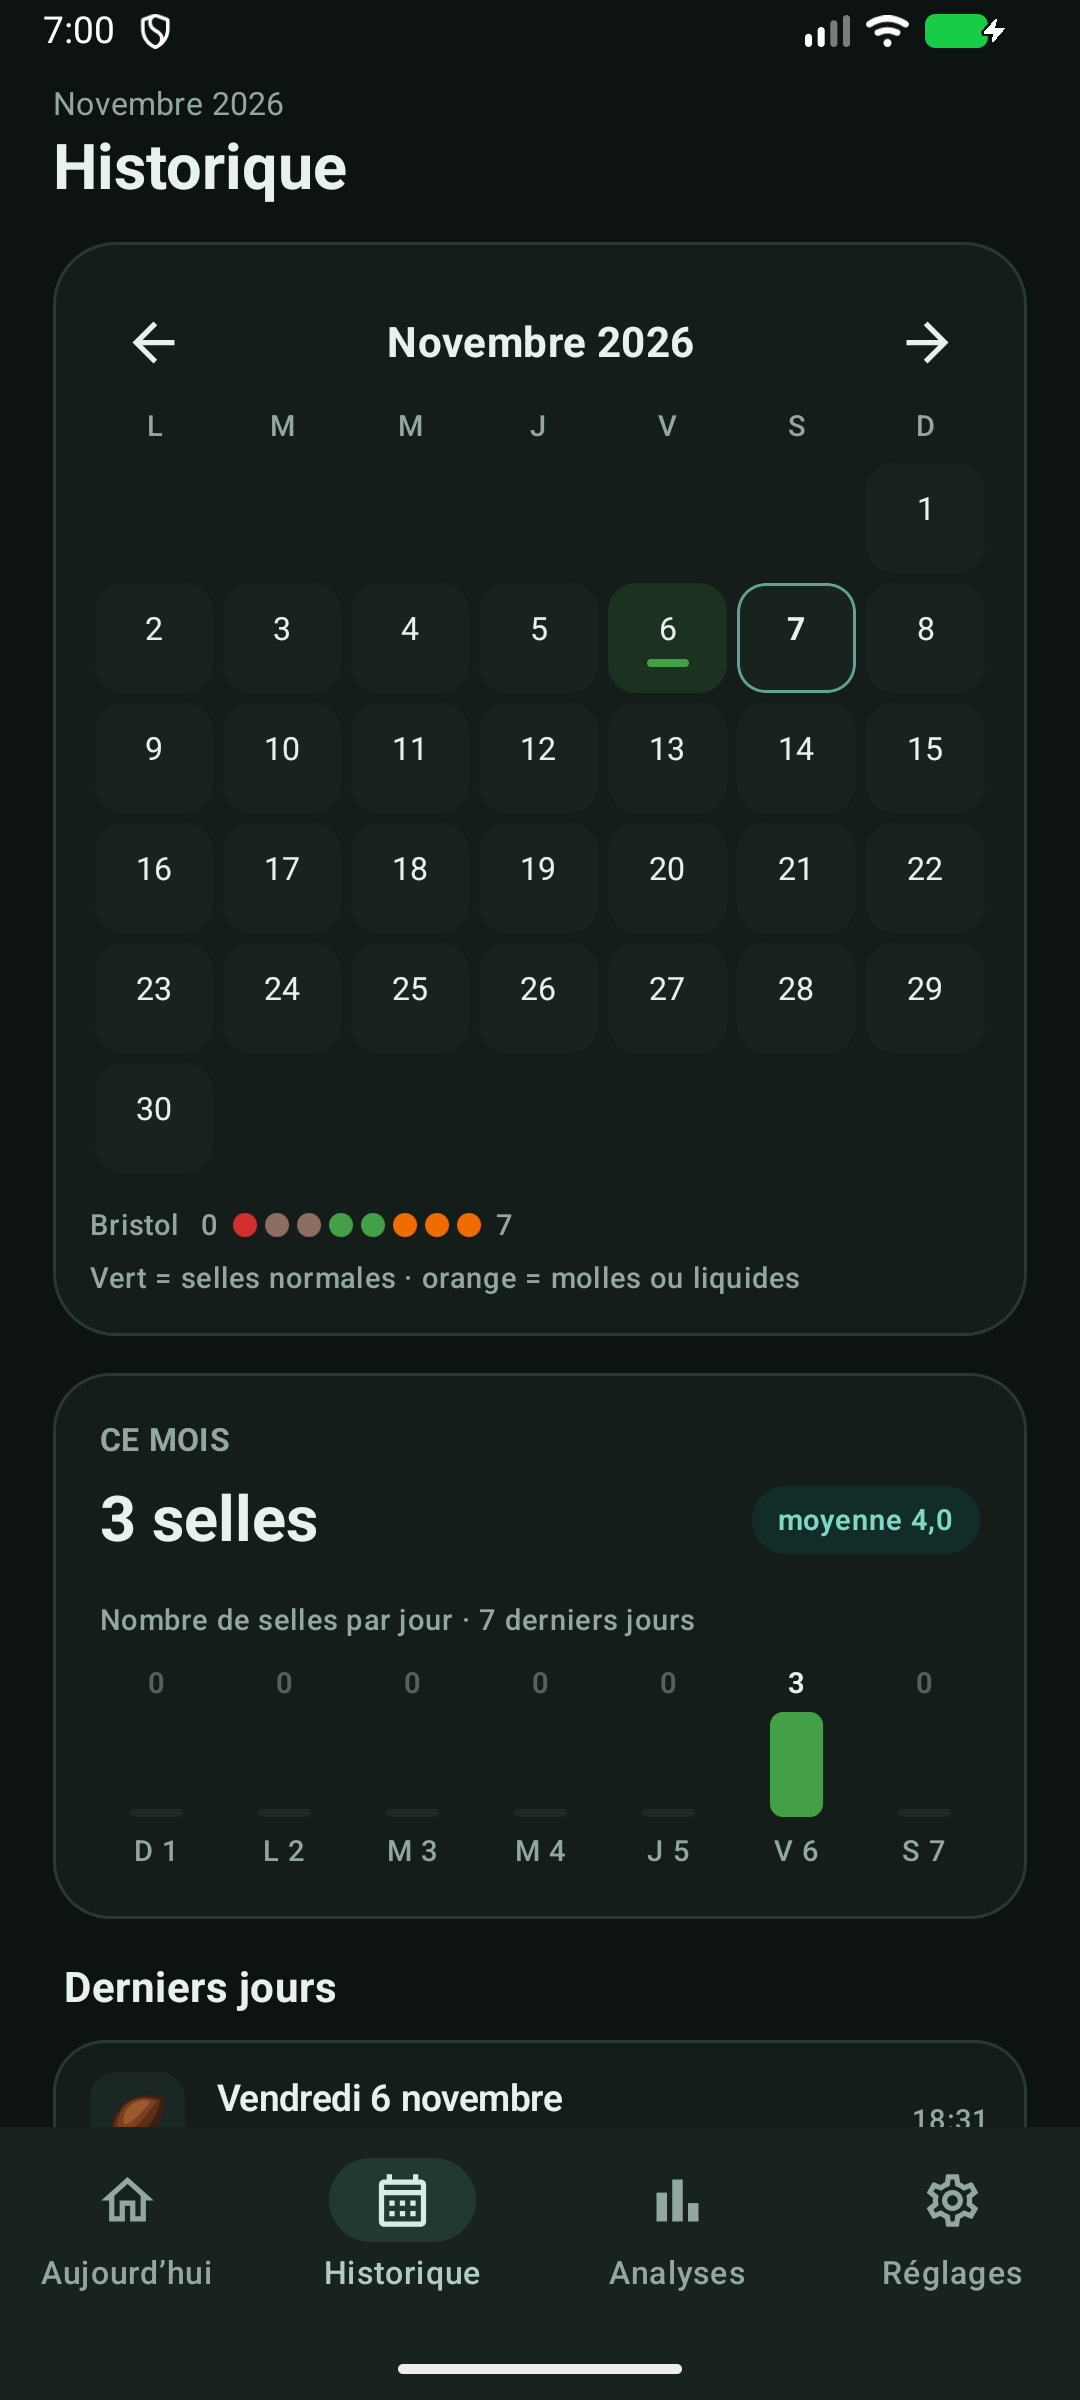 7:00
Novembre 2026
Historique
Novembre 2026
L M M J V S D
1
2 3 4 5 6 7 8
9 10 11 12 13 14 15
16 17 18 19 20 21 22
23 24 25 26 27 28 29
30
Bristol 0 7
Vert = selles normales · orange = molles ou liquides
CE MOIS
3 selles
moyenne 4,0
Nombre de selles par jour · 7 derniers jours
0 0 0 0 0 3 0
D 1 L 2 M 3 M 4 J 5 V 6 S 7
Derniers jours
Vendredi 6 novembre
18:31
Aujourd’hui Historique Analyses Réglages